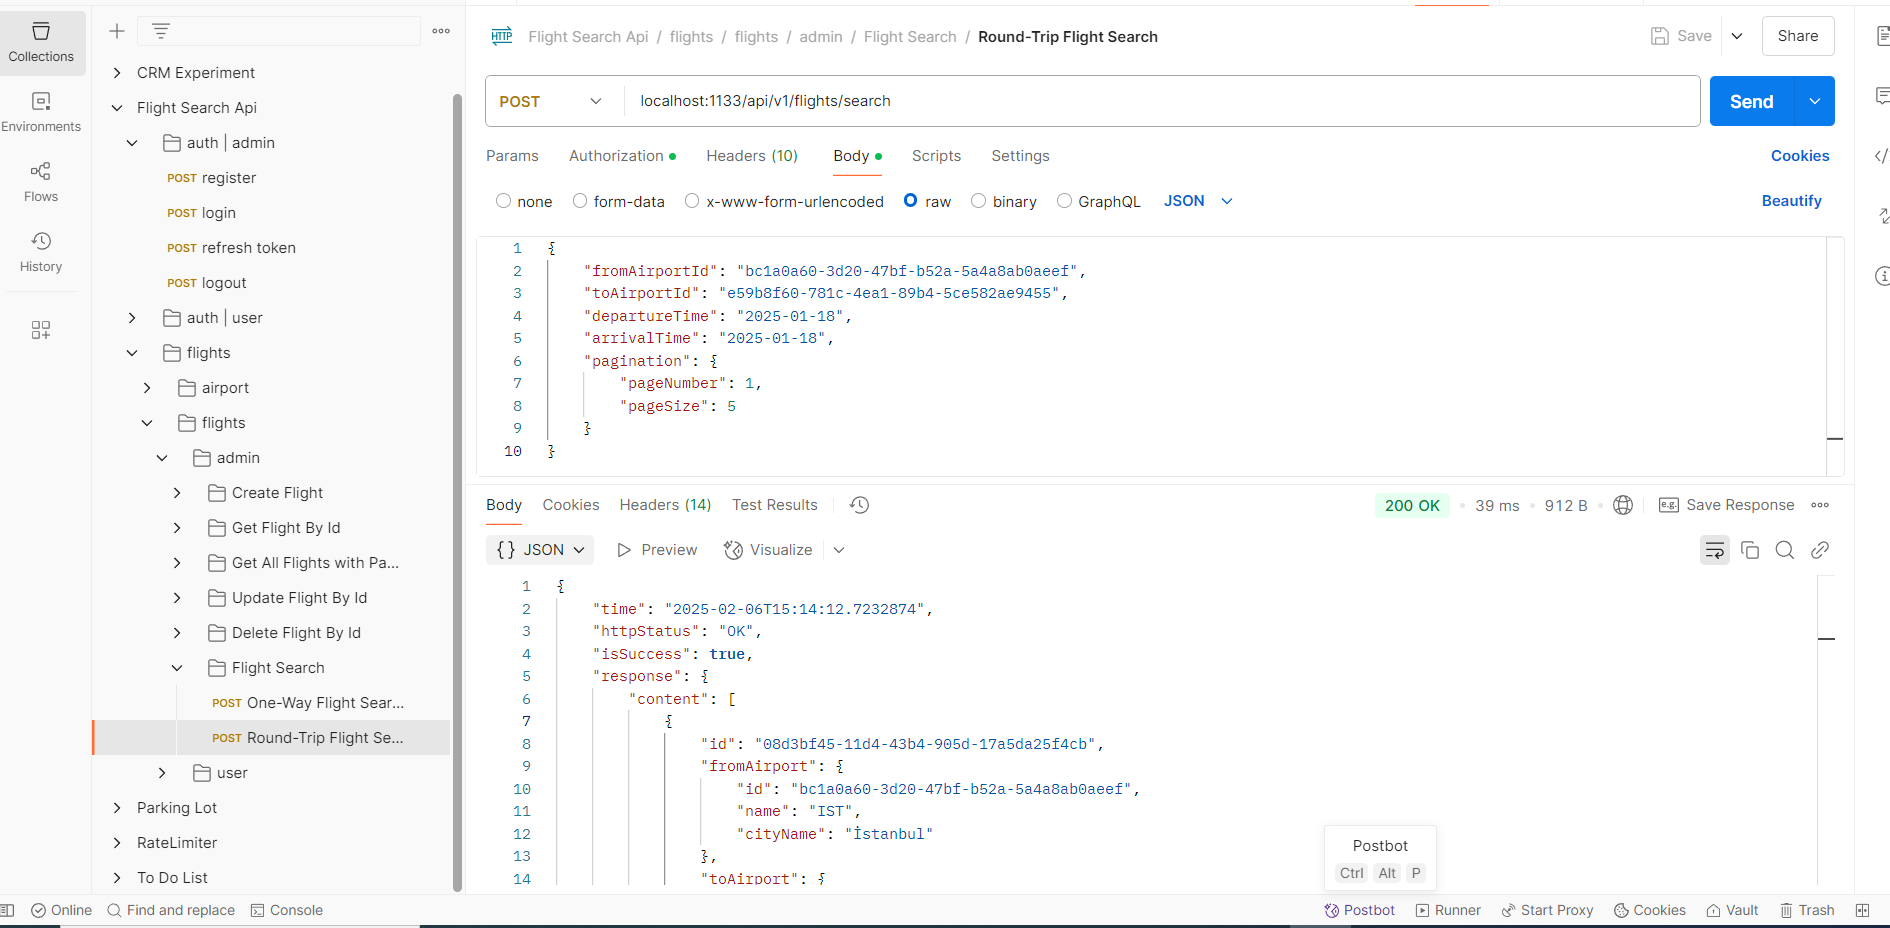 Collections
Environments
Flows
History
CRM Experiment
Flight Search Api
auth | admin
POST register
POST login
POST refresh token
POST logout
auth | user
flights
airport
flights
admin
Create Flight
Get Flight By Id
Get All Flights with Pa...
Update Flight By Id
Delete Flight By Id
Flight Search
POST One-Way Flight Sear...
POST Round-Trip Flight Se...
user
Parking Lot
RateLimiter
To Do List
HTTP Flight Search Api / flights / flights / admin / Flight Search / Round-Trip Flight Search
Save
Share
POST localhost:1133/api/v1/flights/search
Send
Params Authorization Headers (10) Body Scripts Settings Cookies
none form-data x-www-form-urlencoded raw binary GraphQL JSON Beautify
1 {
2 "fromAirportId": "bc1a0a60-3d20-47bf-b52a-5a4a8ab0aeef",
3 "toAirportId": "e59b8f60-781c-4ea1-89b4-5ce582ae9455",
4 "departureTime": "2025-01-18",
5 "arrivalTime": "2025-01-18",
6 "pagination": {
7 "pageNumber": 1,
8 "pageSize": 5
9 }
10 }
Body Cookies Headers (14) Test Results 200 OK 39 ms 912 B e.g. Save Response
{} JSON Preview Visualize
1 {
2 "time": "2025-02-06T15:14:12.7232874",
3 "httpStatus": "OK",
4 "isSuccess": true,
5 "response": {
6 "content": [
7 {
8 "id": "08d3bf45-11d4-43b4-905d-17a5da25f4cb",
9 "fromAirport": {
10 "id": "bc1a0a60-3d20-47bf-b52a-5a4a8ab0aeef",
11 "name": "IST",
12 "cityName": "İstanbul"
13 },
14 "toAirport": {
Postbot
Ctrl Alt P
Online Find and replace Console Postbot Runner Start Proxy Cookies Vault Trash